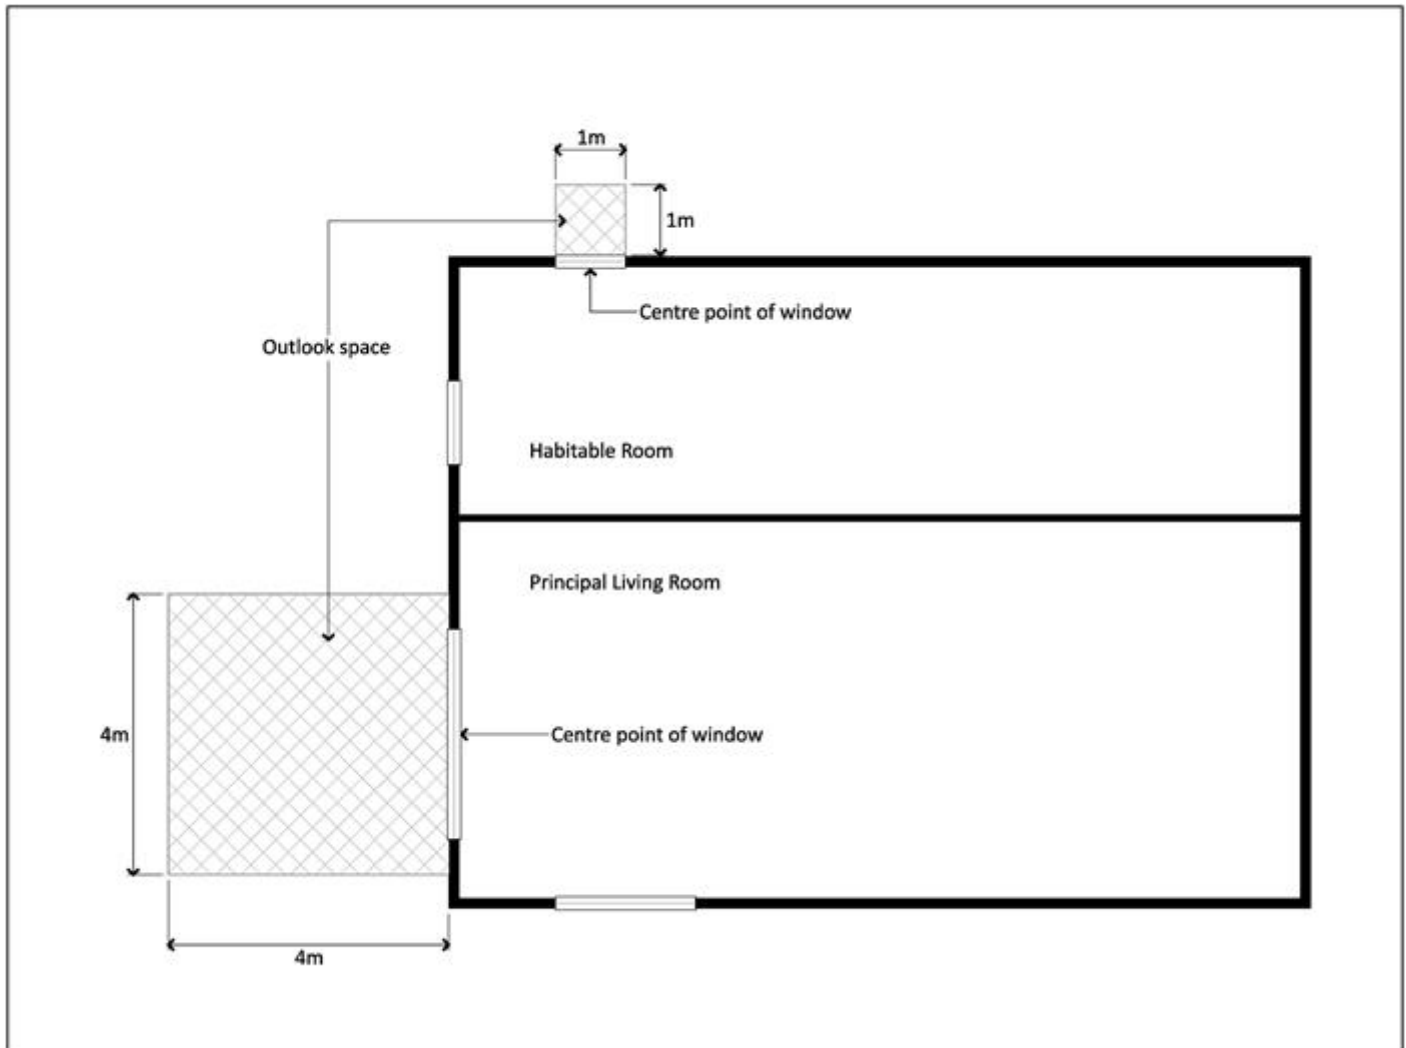 1m
1m
Centre point of window
Outlook space
Habitable Room
Principal Living Room
4m
Centre point of window
4m